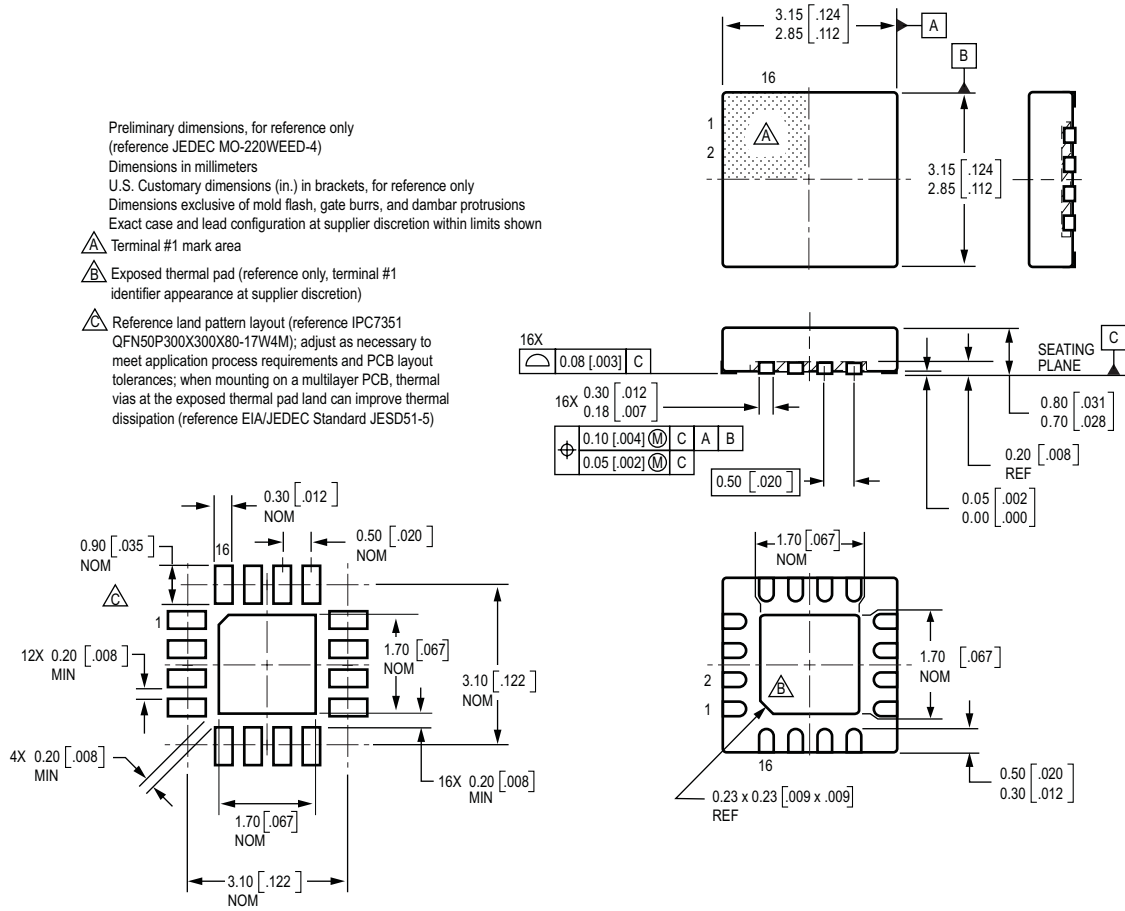 3.15 [.124]
2.85 [.112]
A
B
16
1
2
A
3.15 [.124]
2.85 [.112]
Preliminary dimensions, for reference only
(reference JEDEC MO-220WEED-4)
Dimensions in millimeters
U.S. Customary dimensions (in.) in brackets, for reference only
Dimensions exclusive of mold flash, gate burrs, and dambar protrusions
Exact case and lead configuration at supplier discretion within limits shown
A Terminal #1 mark area
B Exposed thermal pad (reference only, terminal #1
identifier appearance at supplier discretion)
C Reference land pattern layout (reference IPC7351
QFN50P300X300X80-17W4M); adjust as necessary to
meet application process requirements and PCB layout
tolerances; when mounting on a multilayer PCB, thermal
vias at the exposed thermal pad land can improve thermal
dissipation (reference EIA/JEDEC Standard JESD51-5)
16X
0.08 [.003] C
16X 0.30 [.012]
0.18 [.007]
0.10 [.004] Ⓜ C A B
0.05 [.002] Ⓜ C
0.50 [.020]
SEATING
PLANE
C
0.80 [.031]
0.70 [.028]
0.20 [.008]
REF
0.05 [.002]
0.00 [.000]
0.30 [.012]
NOM
0.50 [.020]
NOM
0.90 [.035]
NOM
16
C
1
12X 0.20 [.008]
MIN
1.70 [.067]
NOM
3.10 [.122]
NOM
4X 0.20 [.008]
MIN
16X 0.20 [.008]
MIN
1.70 [.067]
NOM
3.10 [.122]
NOM
1.70 [.067]
NOM
1.70 [.067]
NOM
2
1
B
16
0.23 x 0.23 [.009 x .009]
REF
0.50 [.020]
0.30 [.012]